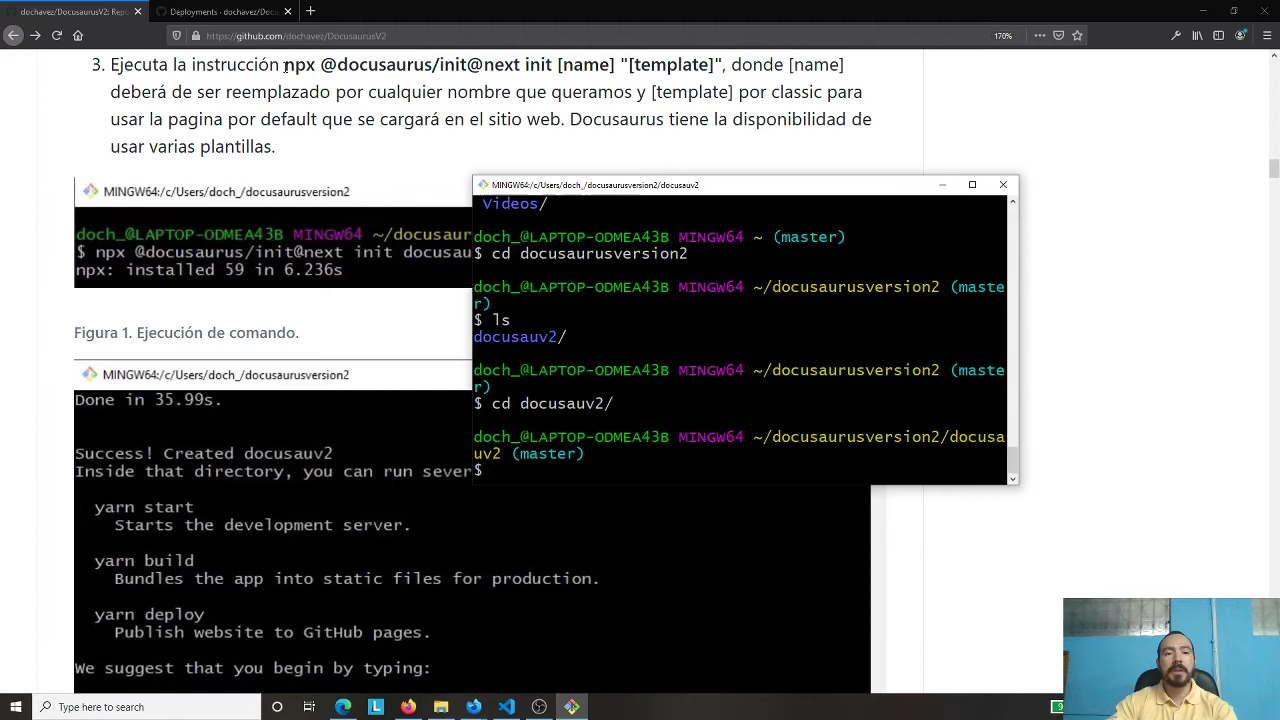 dochavez/DocusaurusV2: Repo
Deployments · dochavez/Docu
https://github.com/dochavez/DocusaurusV2
170%
3. Ejecuta la instrucción npx @docusaurus/init@next init [name] "[template]", donde [name]
deberá de ser reemplazado por cualquier nombre que queramos y [template] por classic para
usar la pagina por default que se cargará en el sitio web. Docusaurus tiene la disponibilidad de
usar varias plantillas.
MINGW64:/c/Users/doch_/docusaurusversion2
doch_@LAPTOP-ODMEA43B MINGW64 ~/docusaur
$ npx @docusaurus/init@next init docusau
npx: installed 59 in 6.236s
Figura 1. Ejecución de comando.
MINGW64:/c/Users/doch_/docusaurusversion2
Done in 35.99s.
Success! Created docusauv2
Inside that directory, you can run sever
yarn start
Starts the development server.
yarn build
Bundles the app into static files for production.
yarn deploy
Publish website to GitHub pages.
We suggest that you begin by typing:
MINGW64:/c/Users/doch_/docusaurusversion2/docusauv2
Videos/
doch_@LAPTOP-ODMEA43B MINGW64 ~ (master)
$ cd docusaurusversion2
doch_@LAPTOP-ODMEA43B MINGW64 ~/docusaurusversion2 (maste
r)
$ ls
docusauv2/
doch_@LAPTOP-ODMEA43B MINGW64 ~/docusaurusversion2 (maste
r)
$ cd docusauv2/
doch_@LAPTOP-ODMEA43B MINGW64 ~/docusaurusversion2/docusa
uv2 (master)
$
Type here to search